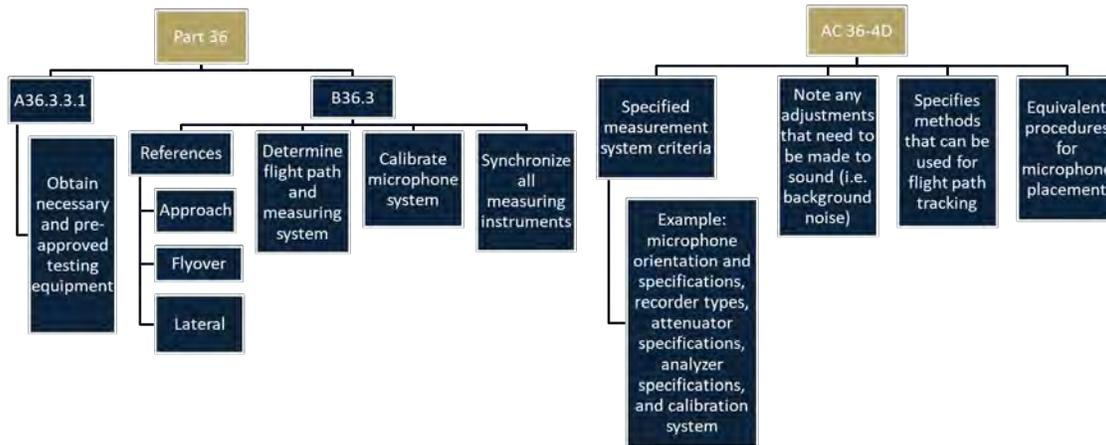 Part 36
A36.3.3.1
Obtain
necessary
and pre-
approved
testing
equipment
B36.3
References
Approach
Flyover
Lateral
Determine
flight path
and
measuring
system
Calibrate
microphone
system
Synchronize
all
measuring
instruments
AC 36-4D
Specified
measurement
system criteria
Example:
microphone
orientation and
specifications,
recorder types,
attenuator
specifications,
analyzer
specifications,
and calibration
system
Note any
adjustments
that need to
be made to
sound (i.e.
background
noise)
Specifies
methods
that can be
used for
flight path
tracking
Equivalent
procedures
for
microphone
placement